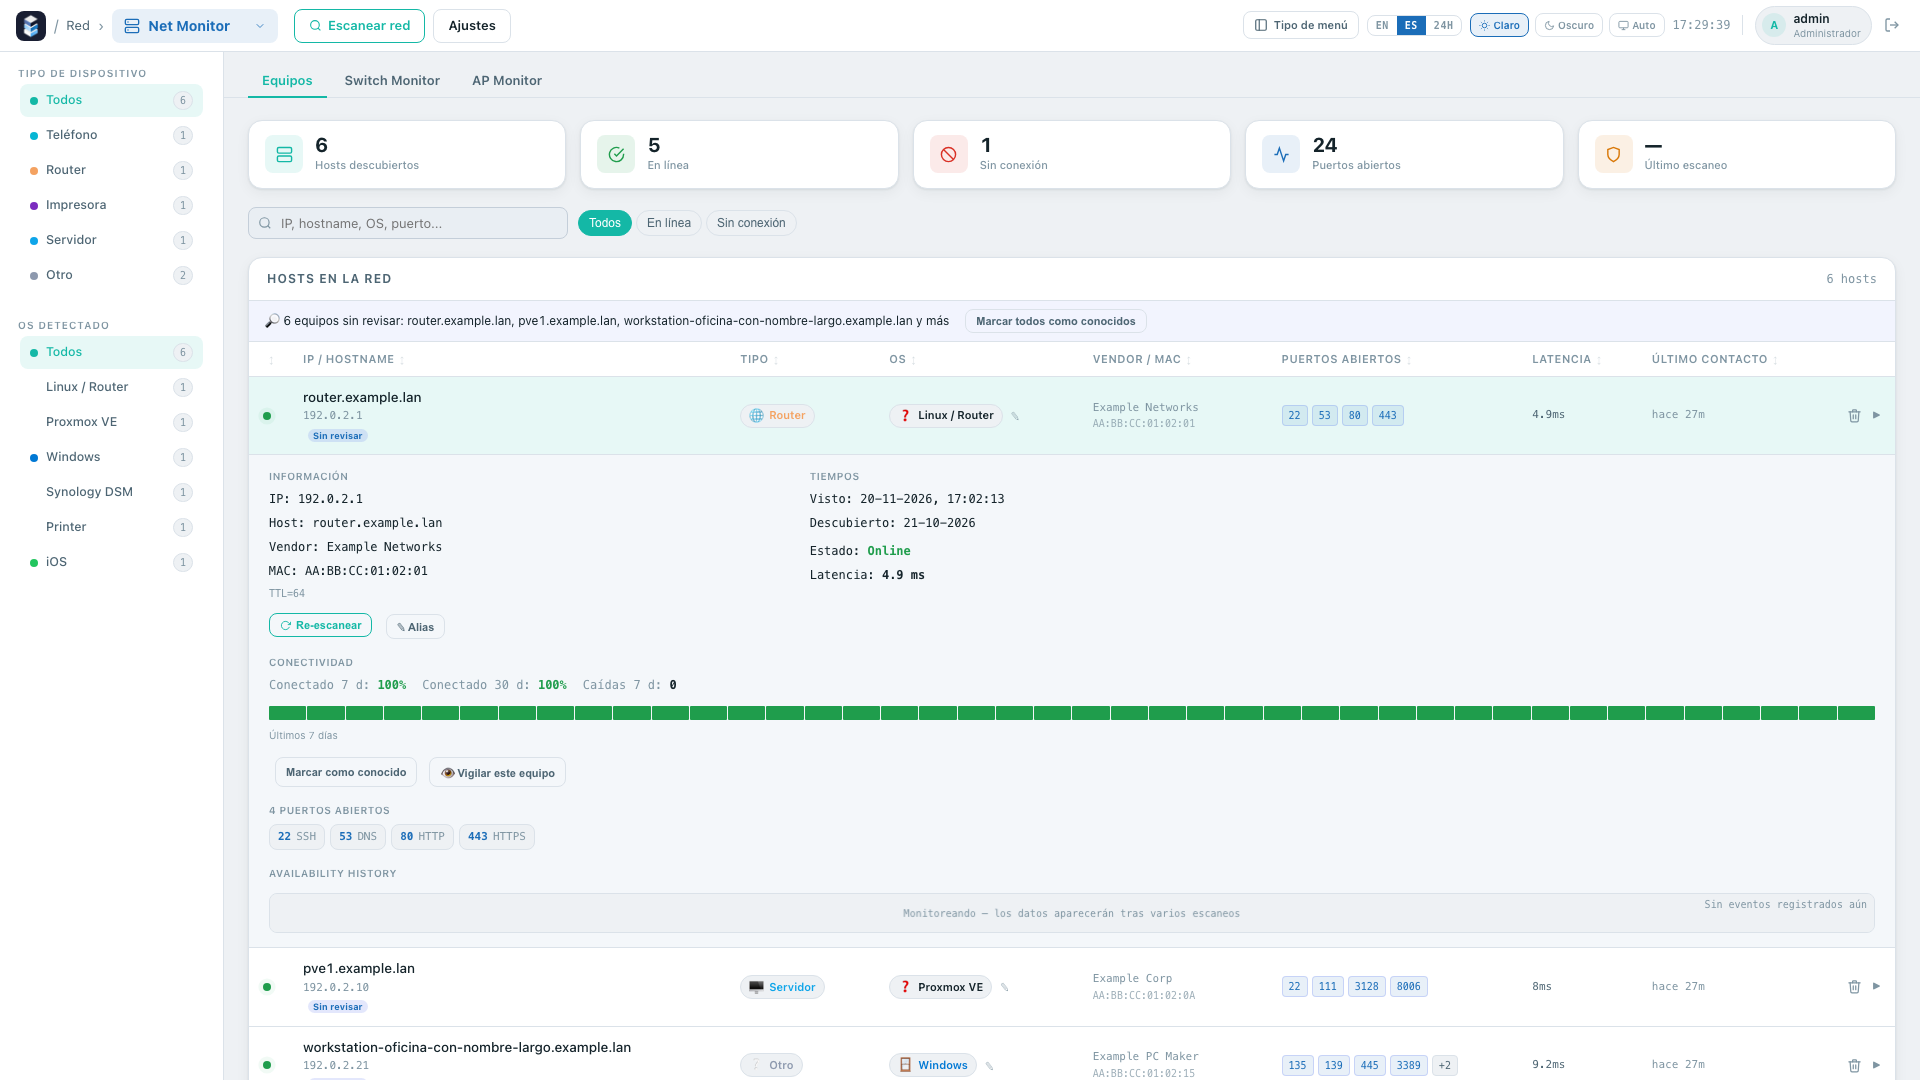 / Red › Net Monitor Escanear red Ajustes Tipo de menú EN ES 24H Claro Oscuro Auto 17:29:39 A admin
Administrador
TIPO DE DISPOSITIVO
Todos 6
Teléfono 1
Router 1
Impresora 1
Servidor 1
Otro 2
OS DETECTADO
Todos 6
Linux / Router 1
Proxmox VE 1
Windows 1
Synology DSM 1
Printer 1
iOS 1
Equipos Switch Monitor AP Monitor
6
Hosts descubiertos
5
En línea
1
Sin conexión
24
Puertos abiertos
—
Último escaneo
IP, hostname, OS, puerto... Todos En línea Sin conexión
HOSTS EN LA RED 6 hosts
6 equipos sin revisar: router.example.lan, pve1.example.lan, workstation-oficina-con-nombre-largo.example.lan y más Marcar todos como conocidos
IP / HOSTNAME TIPO OS VENDOR / MAC PUERTOS ABIERTOS LATENCIA ÚLTIMO CONTACTO
router.example.lan
192.0.2.1
Sin revisar
Router
Linux / Router
Example Networks
AA:BB:CC:01:02:01
22 53 80 443
4.9ms
hace 27m
INFORMACIÓN
IP: 192.0.2.1
Host: router.example.lan
Vendor: Example Networks
MAC: AA:BB:CC:01:02:01
TTL=64
Re-escanear Alias
TIEMPOS
Visto: 20-11-2026, 17:02:13
Descubierto: 21-10-2026
Estado: Online
Latencia: 4.9 ms
CONECTIVIDAD
Conectado 7 d: 100% Conectado 30 d: 100% Caídas 7 d: 0
Últimos 7 días
Marcar como conocido Vigilar este equipo
4 PUERTOS ABIERTOS
22 SSH 53 DNS 80 HTTP 443 HTTPS
AVAILABILITY HISTORY
Sin eventos registrados aún
Monitoreando — los datos aparecerán tras varios escaneos
pve1.example.lan
192.0.2.10
Sin revisar
Servidor
Proxmox VE
Example Corp
AA:BB:CC:01:02:0A
22 111 3128 8006
8ms
hace 27m
workstation-oficina-con-nombre-largo.example.lan
192.0.2.21
Otro
Windows
Example PC Maker
AA:BB:CC:01:02:15
135 139 445 3389 +2
9.2ms
hace 27m